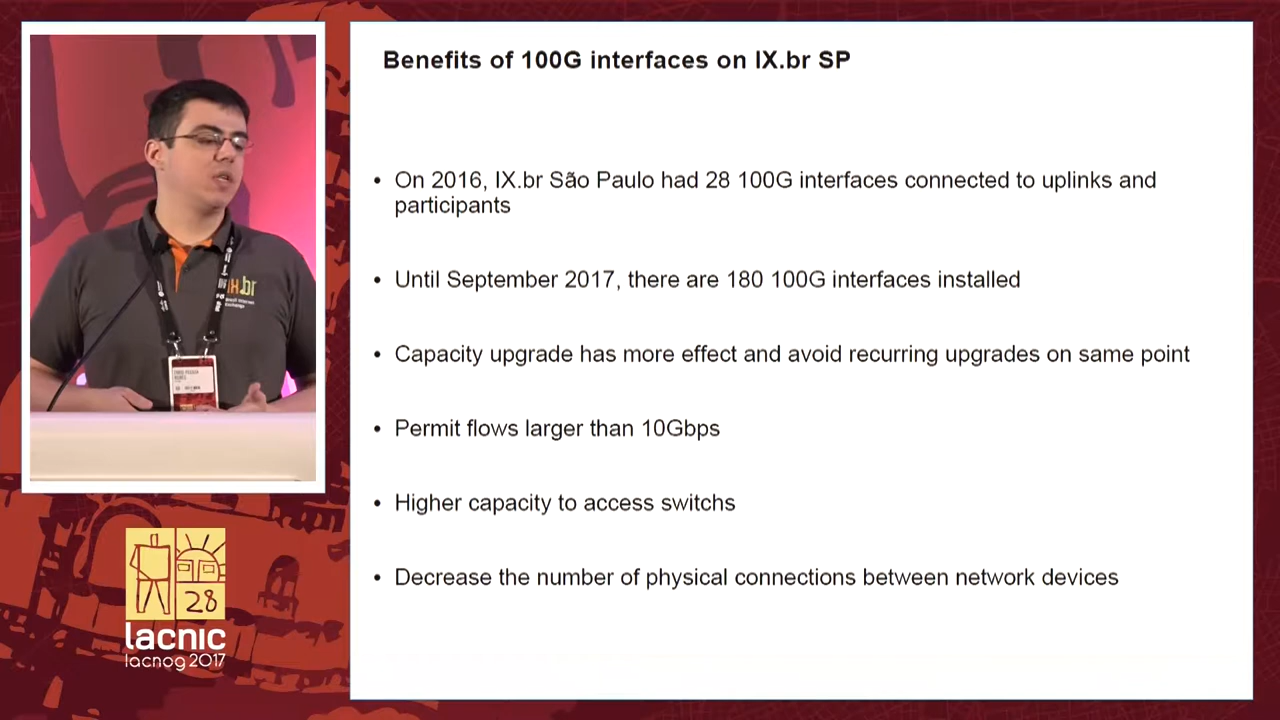 Benefits of 100G interfaces on IX.br SP
• On 2016, IX.br São Paulo had 28 100G interfaces connected to uplinks and
participants
• Until September 2017, there are 180 100G interfaces installed
• Capacity upgrade has more effect and avoid recurring upgrades on same point
• Permit flows larger than 10Gbps
• Higher capacity to access switchs
• Decrease the number of physical connections between network devices
ix.br
28
lacnic
lacnog 2017